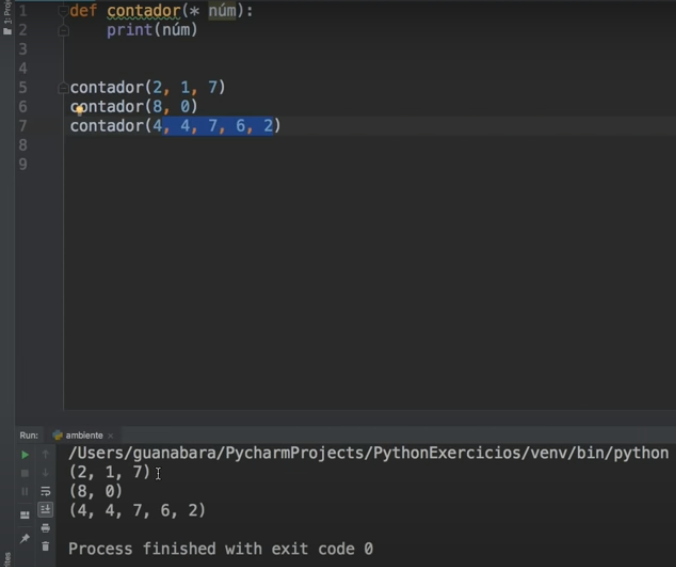 1 def contador(* núm):
2     print(núm)
3
4
5 contador(2, 1, 7)
6 contador(8, 0)
7 contador(4, 4, 7, 6, 2)
8
9
Run: ambiente ×
/Users/guanabara/PycharmProjects/PythonExercicios/venv/bin/python
(2, 1, 7)
(8, 0)
(4, 4, 7, 6, 2)
Process finished with exit code 0